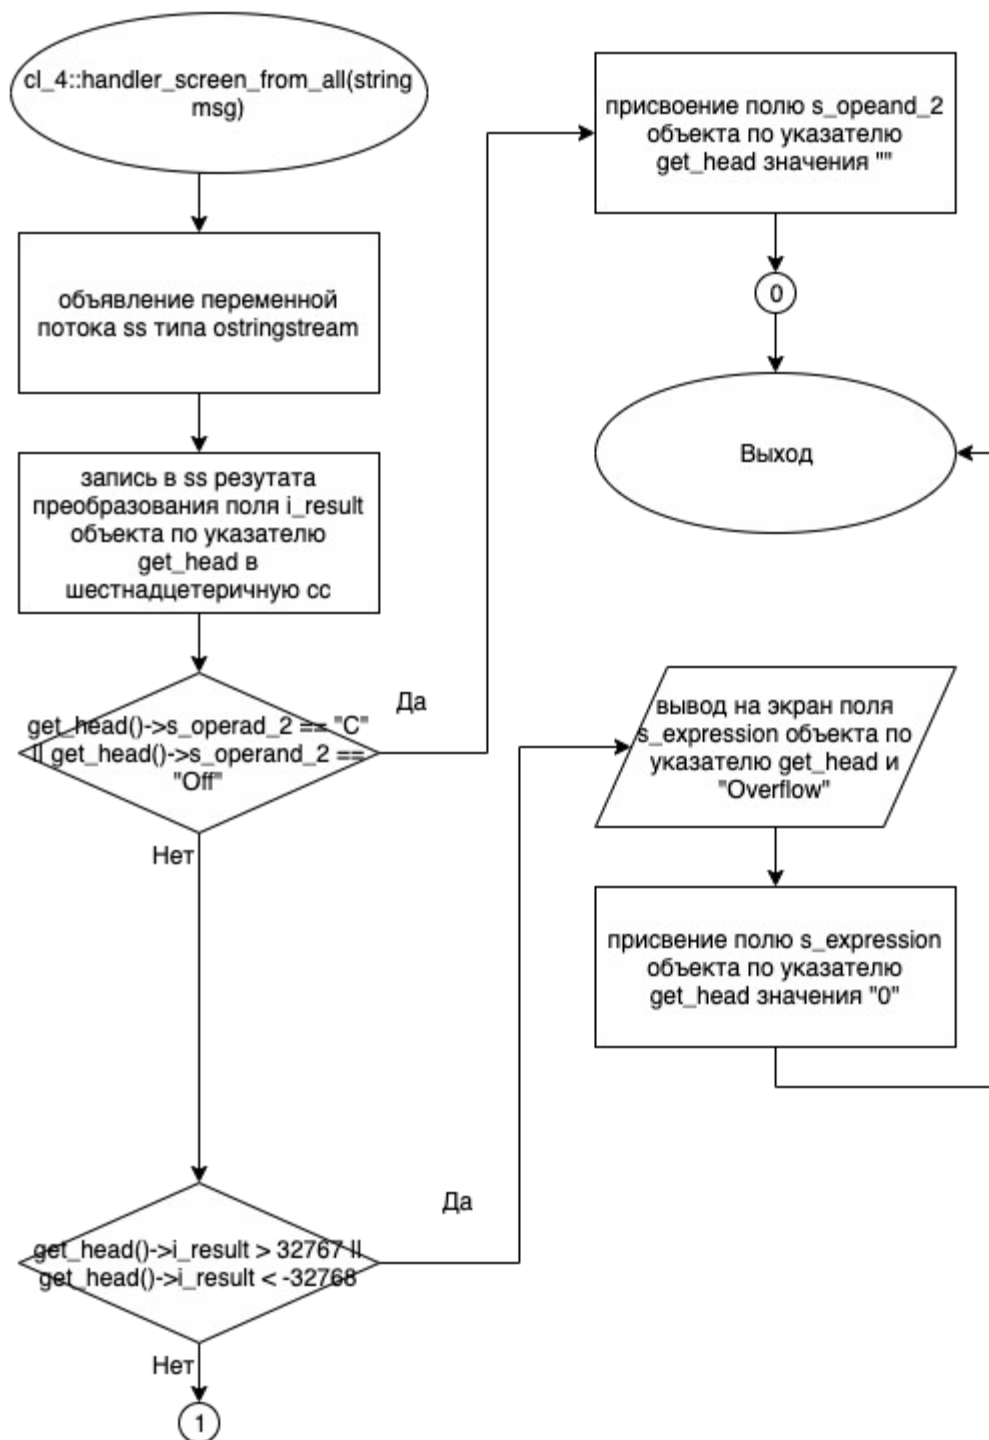 cl_4::handler_screen_from_all(string
msg)
объявление переменной
потока ss типа ostringstream
запись в ss резутата
преобразования поля i_result
объекта по указателю
get_head в
шестнадцетеричную сс
get_head()->s_operad_2 == "C"
|| get_head()->s_operand_2 ==
"Off"
Да
Нет
присвоение полю s_opeand_2
объекта по указателю
get_head значения ""
0
Выход
get_head()->i_result > 32767 ||
get_head()->i_result < -32768
Да
Нет
1
вывод на экран поля
s_expression объекта по
указателю get_head и
"Overflow"
присвение полю s_expression
объекта по указателю
get_head значения "0"